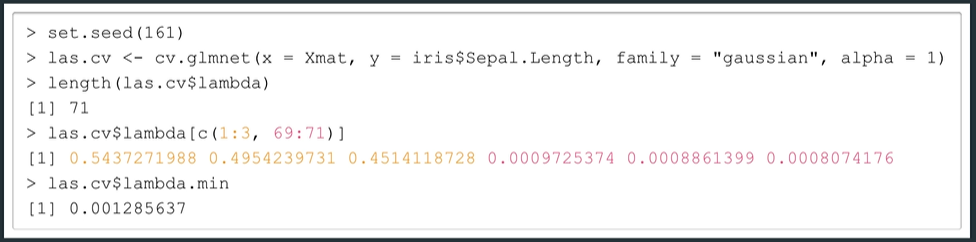 > set.seed(161)
> las.cv <- cv.glmnet(x = Xmat, y = iris$Sepal.Length, family = "gaussian", alpha = 1)
> length(las.cv$lambda)
[1] 71
> las.cv$lambda[c(1:3, 69:71)]
[1] 0.5437271988 0.4954239731 0.4514118728 0.0009725374 0.0008861399 0.0008074176
> las.cv$lambda.min
[1] 0.001285637